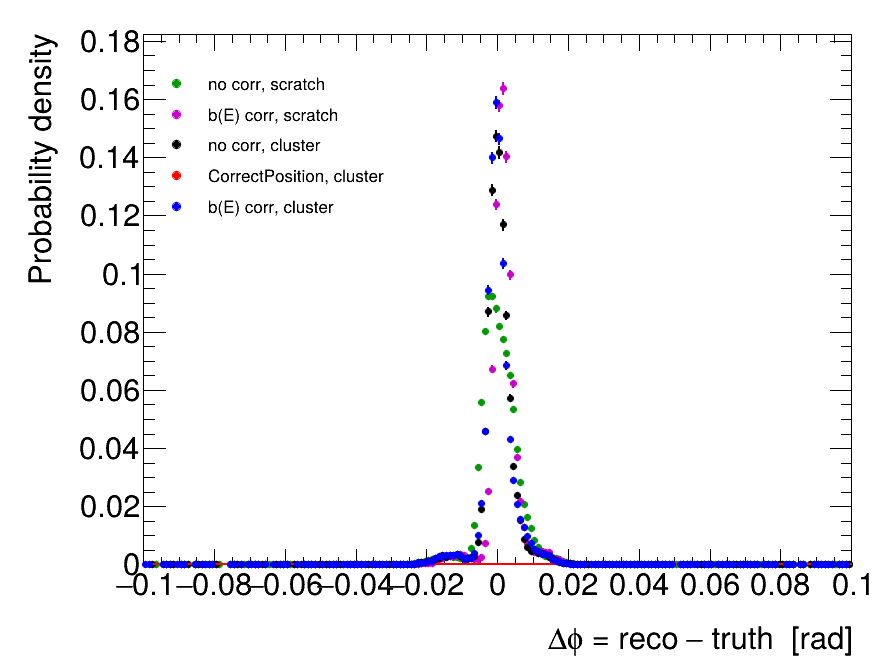 Probability density
0.18
0.16
0.14
0.12
0.1
0.08
0.06
0.04
0.02
0
no corr, scratch
b(E) corr, scratch
no corr, cluster
CorrectPosition, cluster
b(E) corr, cluster
−0.1 −0.08 −0.06 −0.04 −0.02 0 0.02 0.04 0.06 0.08 0.1
Δϕ = reco − truth [rad]